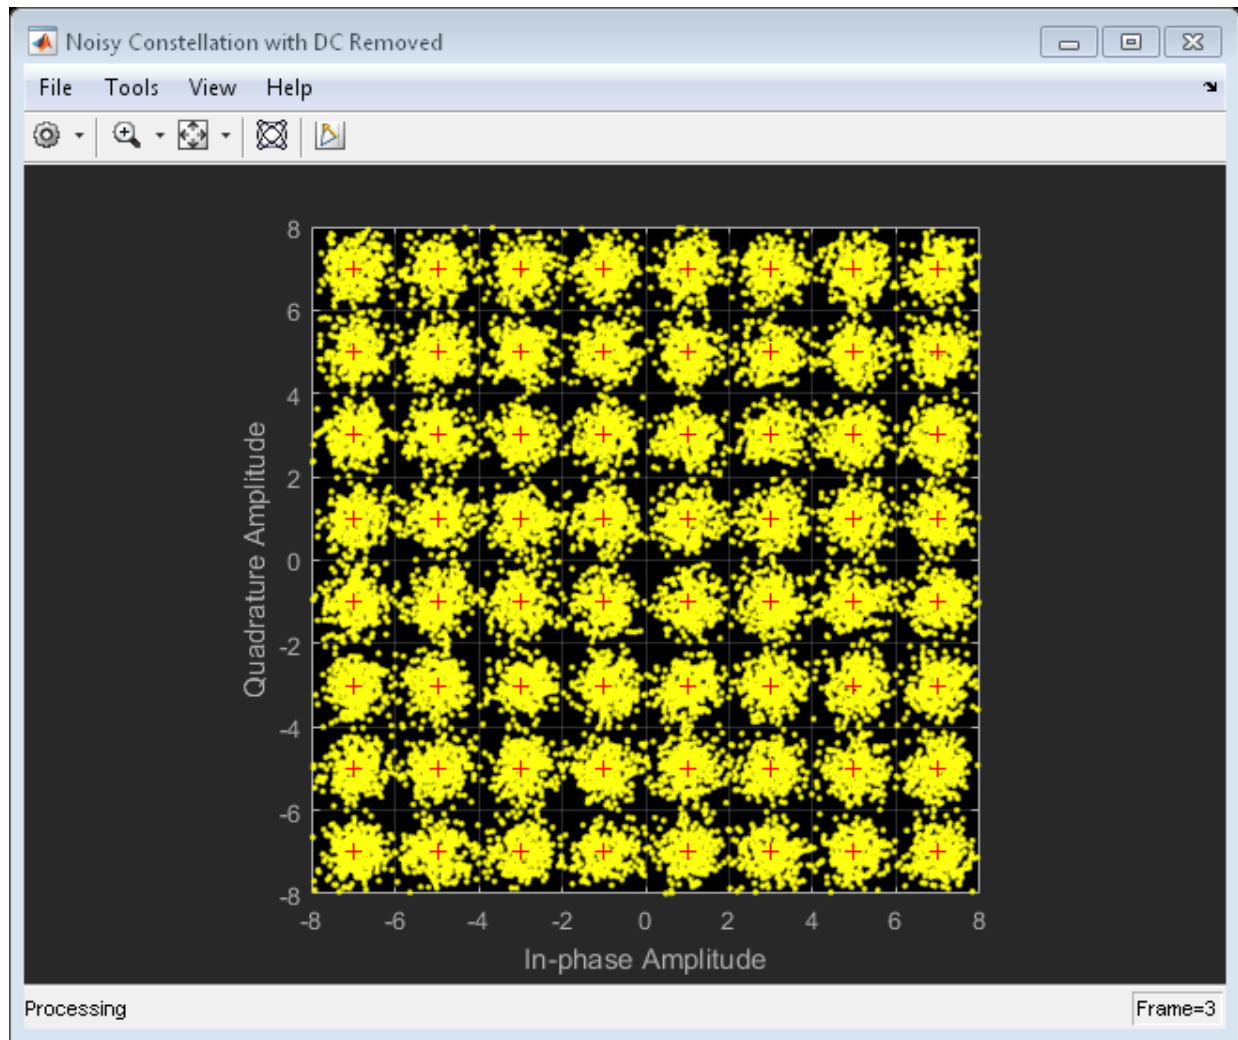 Noisy Constellation with DC Removed
File Tools View Help
8
6
4
2
0
-2
-4
-6
-8
Quadrature Amplitude
-8 -6 -4 -2 0 2 4 6 8
In-phase Amplitude
Processing
Frame=3